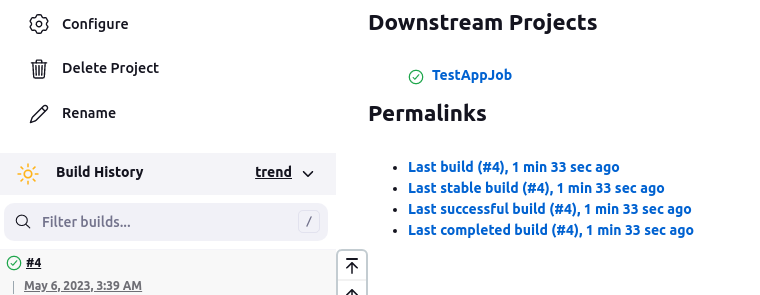 Configure
Delete Project
Rename
Build History trend
Filter builds... /
#4
May 6, 2023, 3:39 AM
Downstream Projects
TestAppJob
Permalinks
Last build (#4), 1 min 33 sec ago
Last stable build (#4), 1 min 33 sec ago
Last successful build (#4), 1 min 33 sec ago
Last completed build (#4), 1 min 33 sec ago